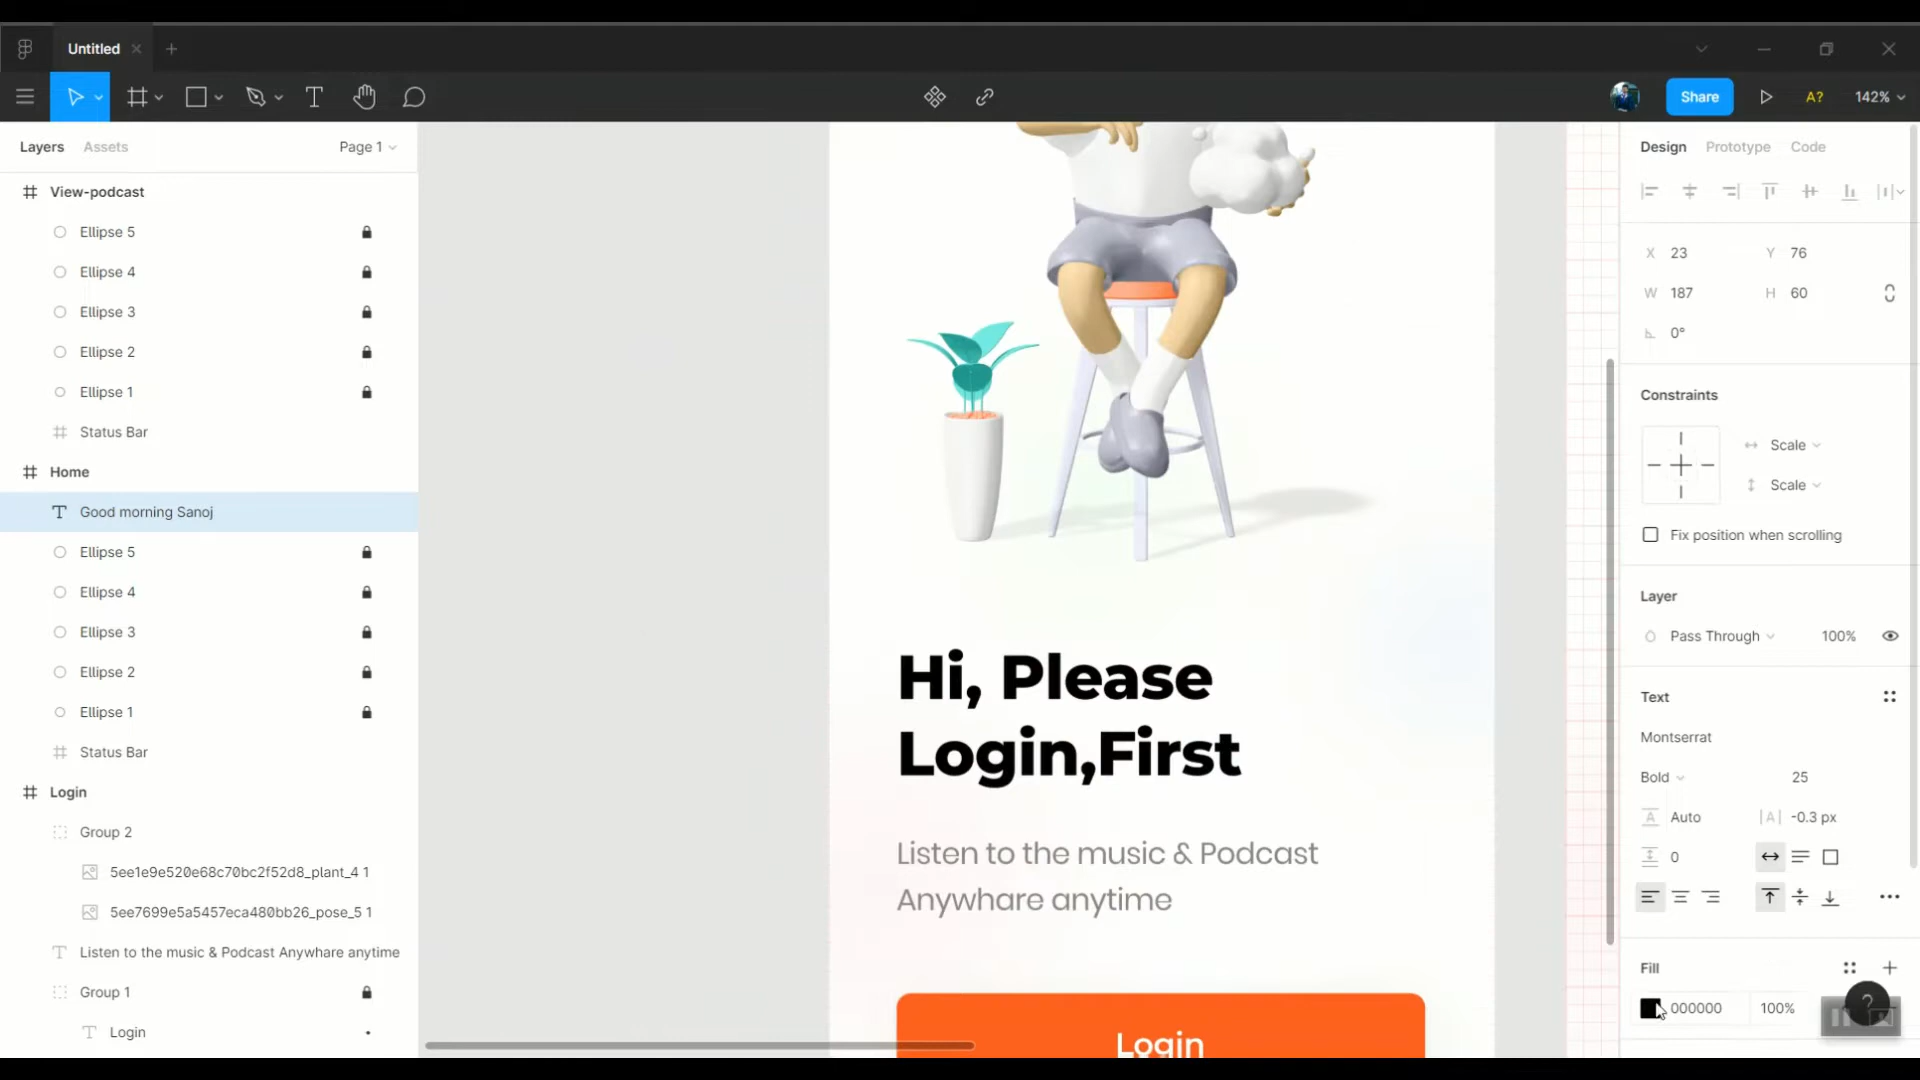 Untitled
Share
A?
142%
Layers
Assets
Page 1
View-podcast
Ellipse 5
Ellipse 4
Ellipse 3
Ellipse 2
Ellipse 1
Status Bar
Home
Good morning Sanoj
Ellipse 5
Ellipse 4
Ellipse 3
Ellipse 2
Ellipse 1
Status Bar
Login
Group 2
5ee1e9e520e68c70bc2f52d8_plant_4 1
5ee7699e5a5457eca480bb26_pose_5 1
Listen to the music & Podcast Anywhare anytime
Group 1
Login
Hi, Please
Login,First
Listen to the music & Podcast
Anywhare anytime
Login
Design
Prototype
Code
X 23
Y 76
W 187
H 60
0°
Constraints
Scale
Scale
Fix position when scrolling
Layer
Pass Through
100%
Text
Montserrat
Bold
25
Auto
-0.3 px
0
Fill
000000
100%
?